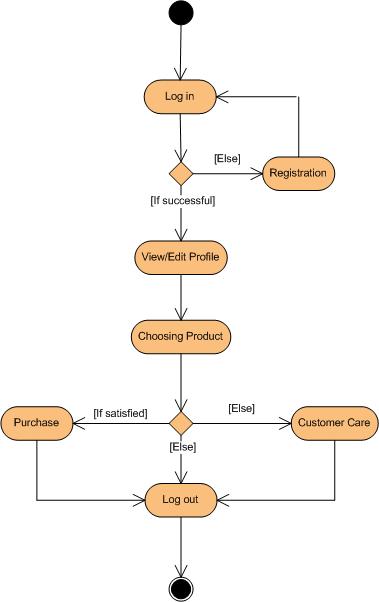 Log in
[Else]
Registration
[If successful]
View/Edit Profile
Choosing Product
[If satisfied]
[Else]
Purchase
Customer Care
[Else]
Log out